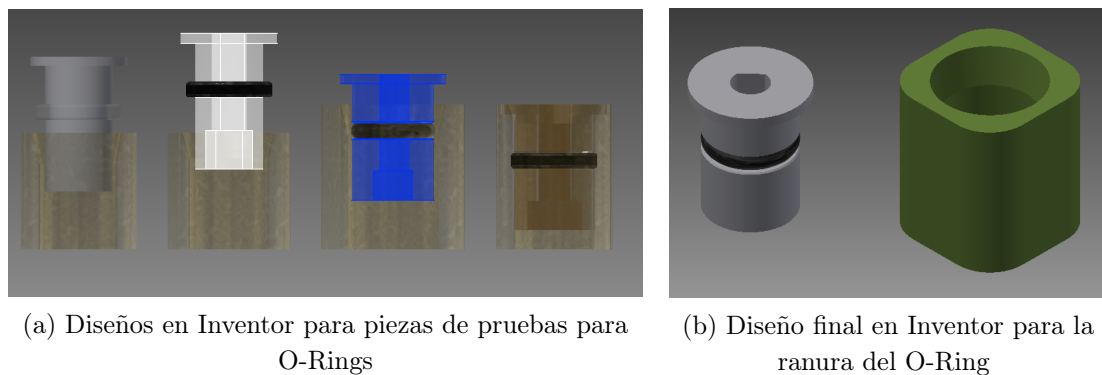 (a) Diseños en Inventor para piezas de pruebas para
O-Rings
(b) Diseño final en Inventor para la
ranura del O-Ring